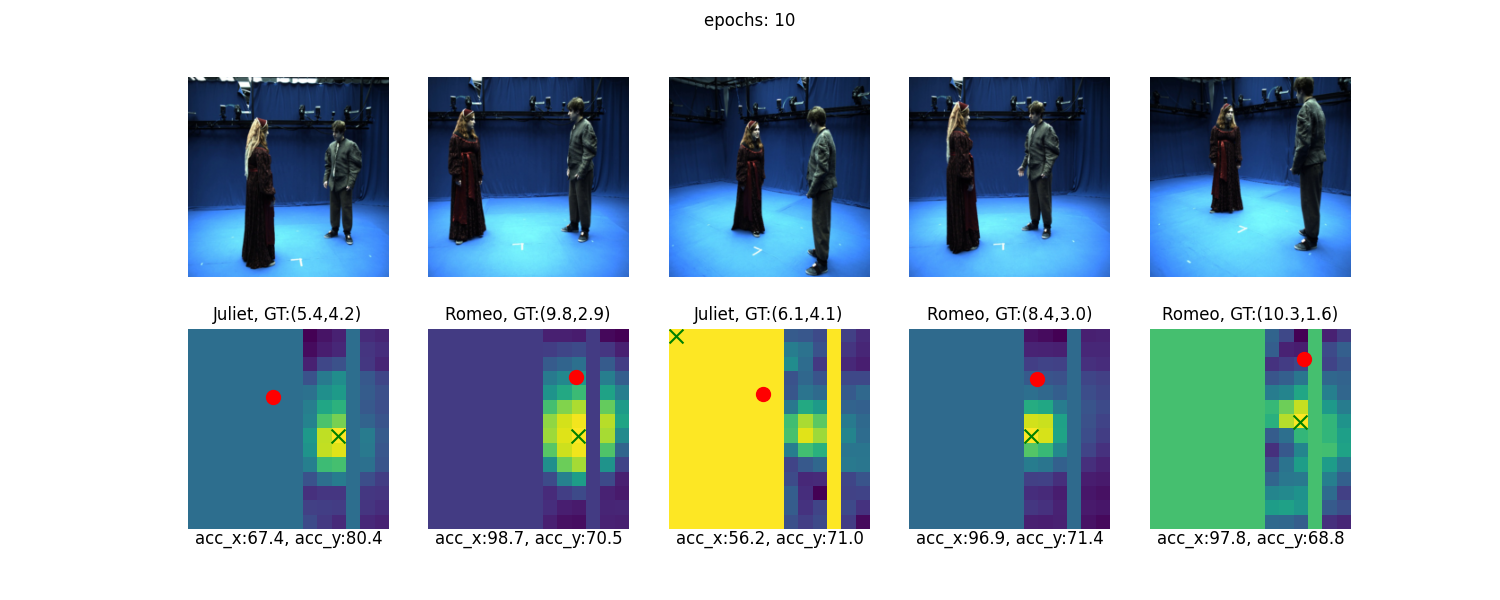 epochs: 10
Juliet, GT:(5.4,4.2)
Romeo, GT:(9.8,2.9)
Juliet, GT:(6.1,4.1)
Romeo, GT:(8.4,3.0)
Romeo, GT:(10.3,1.6)
acc_x:67.4, acc_y:80.4
acc_x:98.7, acc_y:70.5
acc_x:56.2, acc_y:71.0
acc_x:96.9, acc_y:71.4
acc_x:97.8, acc_y:68.8